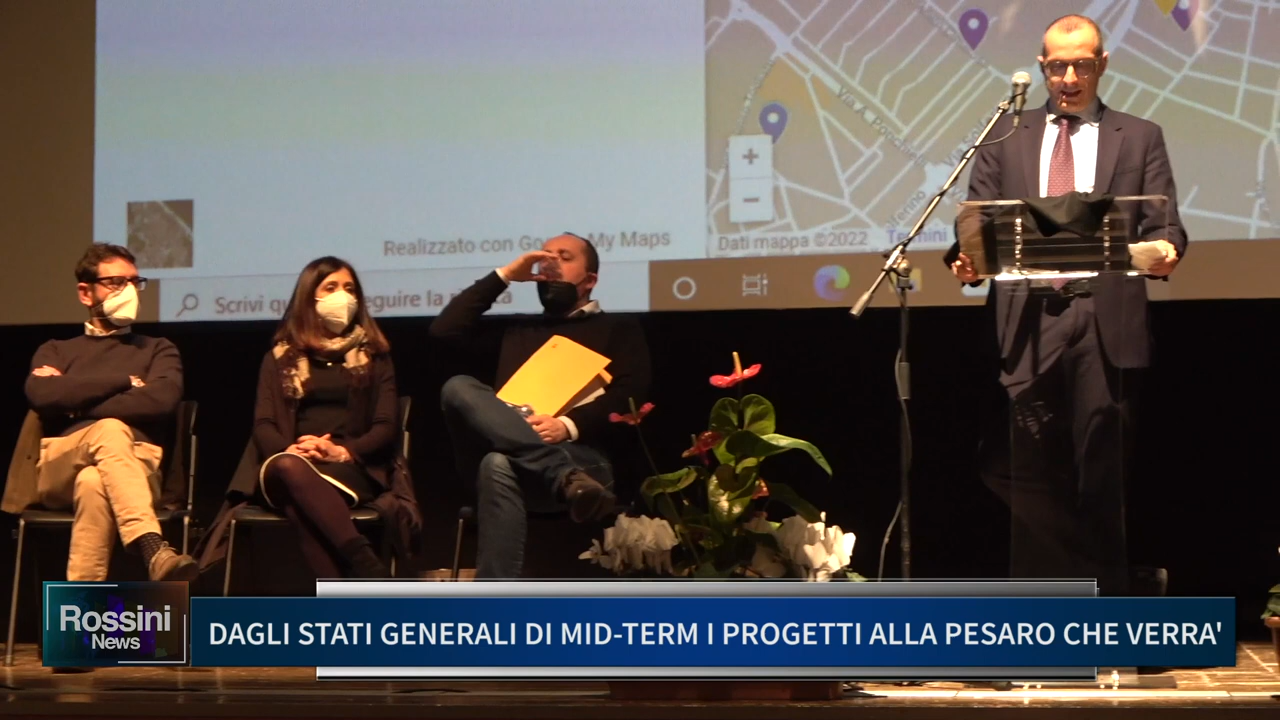 Via A. Ponchielli
Realizzato con Go My Maps
Dati mappa ©2022 Termini
Scrivi qu eguire la
Rossini
News
DAGLI STATI GENERALI DI MID-TERM I PROGETTI ALLA PESARO CHE VERRA'